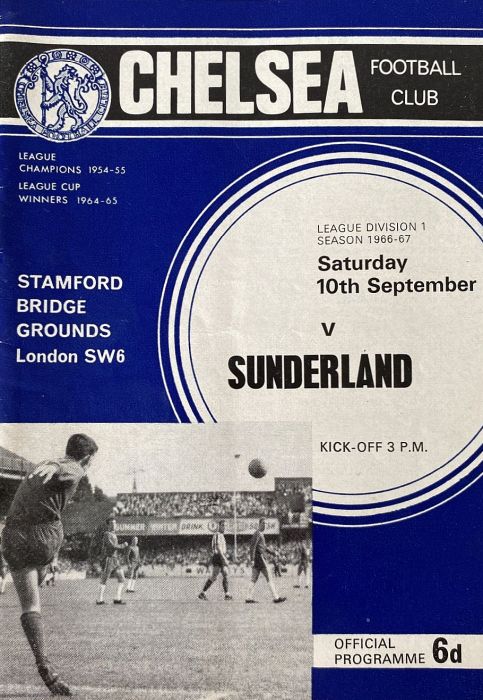 CHELSEA
FOOTBALL
CLUB
LEAGUE
CHAMPIONS 1954-55
LEAGUE CUP
WINNERS 1964-65
LEAGUE DIVISION 1
SEASON 1966-67
Saturday
10th September
v
SUNDERLAND
KICK-OFF 3 P.M.
STAMFORD
BRIDGE
GROUNDS
London SW6
DRINK
OFFICIAL
PROGRAMME 6d